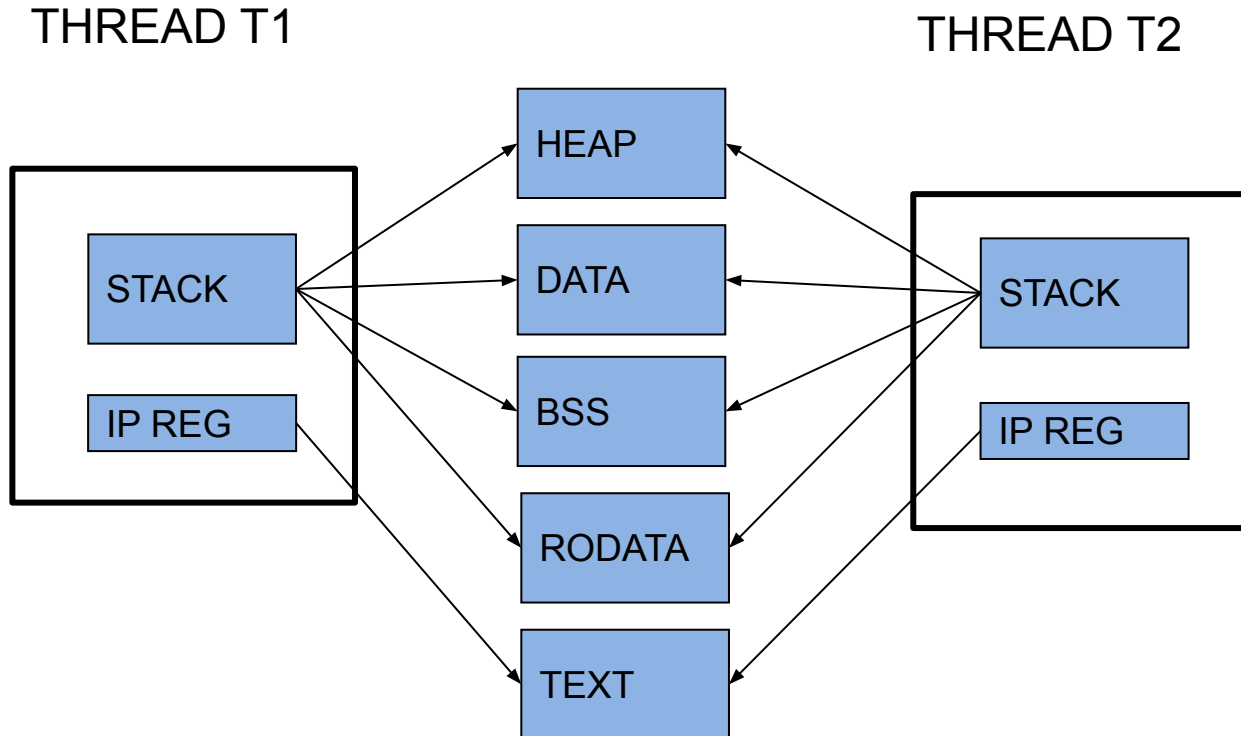 THREAD T1
THREAD T2
HEAP
STACK
DATA
STACK
IP REG
BSS
IP REG
RODATA
TEXT